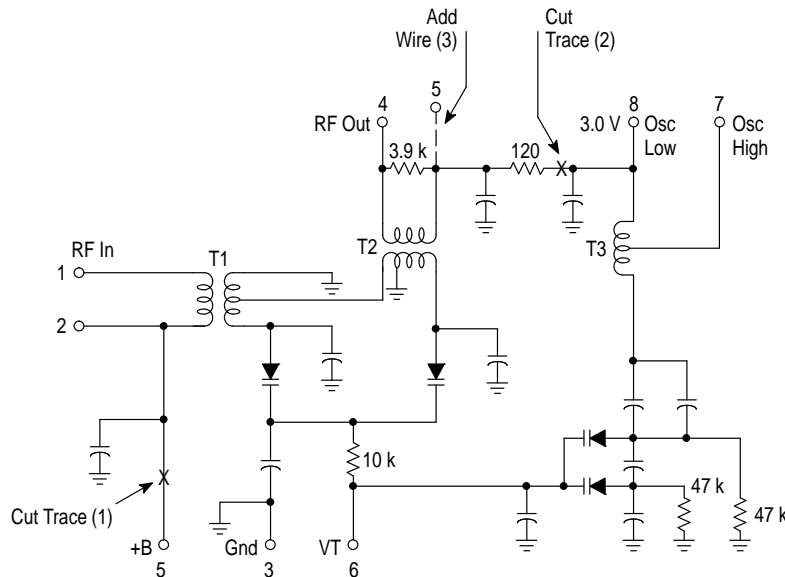 Add
Wire (3)
Cut
Trace (2)
4
5
8
7
RF Out
3.0 V
Osc
Low
Osc
High
3.9 k
120
T2
T3
RF In
T1
1
2
10 k
47 k
47 k
Cut Trace (1)
+B
5
Gnd
3
VT
6